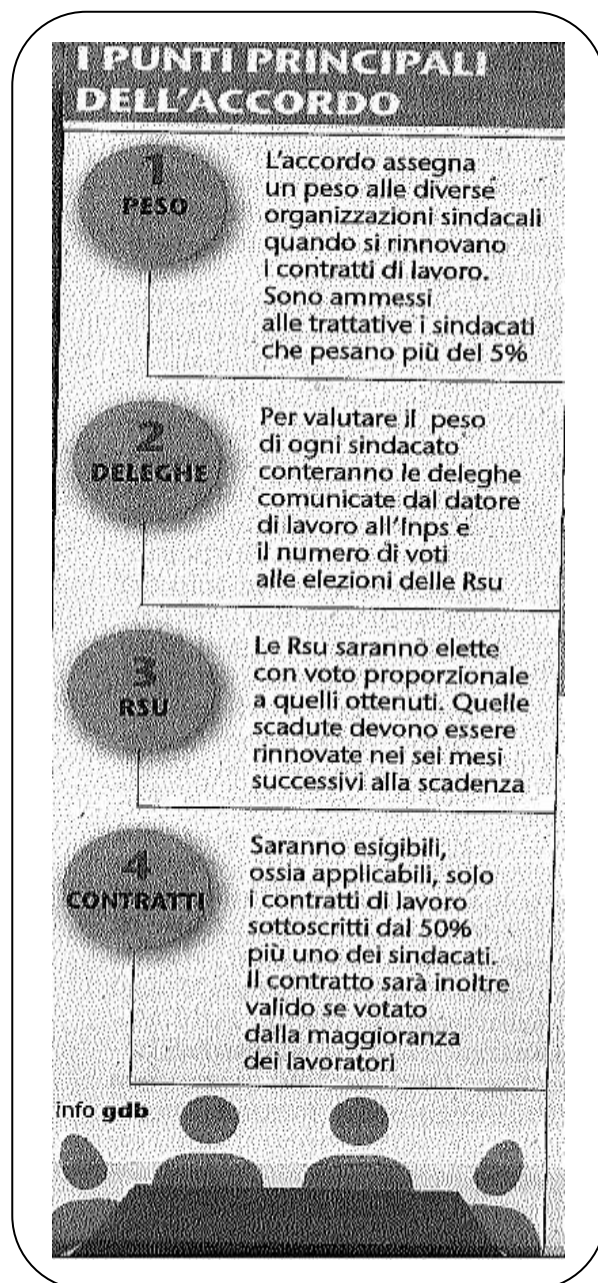 I PUNTI PRINCIPALI
DELL'ACCORDO
1
PESO
L'accordo assegna
un peso alle diverse
organizzazioni sindacali
quando si rinnovano
i contratti di lavoro.
Sono ammessi
alle trattative i sindacati
che pesano più del 5%
2
DELEGHE
Per valutare il peso
di ogni sindacato
conteranno le deleghe
comunicate dal datore
di lavoro all'Inps e
il numero di voti
alle elezioni delle Rsu
3
RSU
Le Rsu saranno elette
con voto proporzionale
a quelli ottenuti. Quelle
scadute devono essere
rinnovate nei sei mesi
successivi alla scadenza
4
CONTRATTI
Saranno esigibili,
ossia applicabili, solo
i contratti di lavoro
sottoscritti dal 50%
più uno dei sindacati.
Il contratto sarà inoltre
valido se votato
dalla maggioranza
dei lavoratori
info gdb